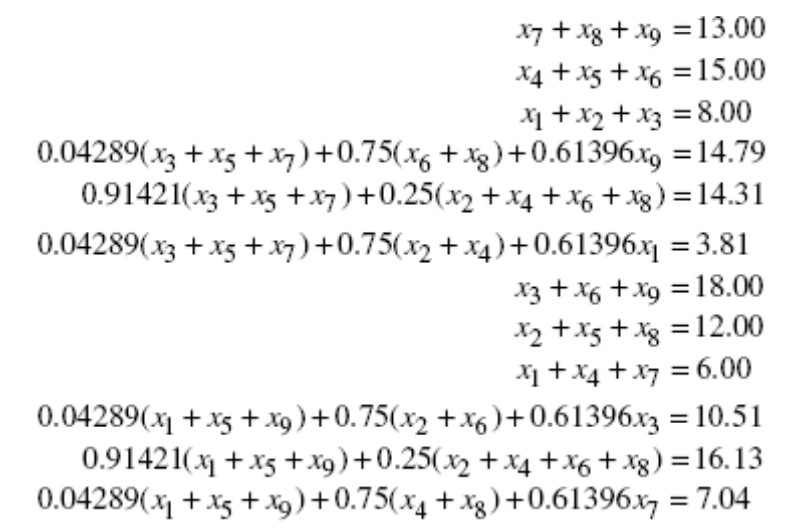 x₇ + x₈ + x₉ = 13.00
x₄ + x₅ + x₆ = 15.00
x₁ + x₂ + x₃ = 8.00
0.04289(x₃ + x₅ + x₇) + 0.75(x₆ + x₈) + 0.61396x₉ = 14.79
0.91421(x₃ + x₅ + x₇) + 0.25(x₂ + x₄ + x₆ + x₈) = 14.31
0.04289(x₃ + x₅ + x₇) + 0.75(x₂ + x₄) + 0.61396x₁ = 3.81
x₃ + x₆ + x₉ = 18.00
x₂ + x₅ + x₈ = 12.00
x₁ + x₄ + x₇ = 6.00
0.04289(x₁ + x₅ + x₉) + 0.75(x₂ + x₆) + 0.61396x₃ = 10.51
0.91421(x₁ + x₅ + x₉) + 0.25(x₂ + x₄ + x₆ + x₈) = 16.13
0.04289(x₁ + x₅ + x₉) + 0.75(x₄ + x₈) + 0.61396x₇ = 7.04